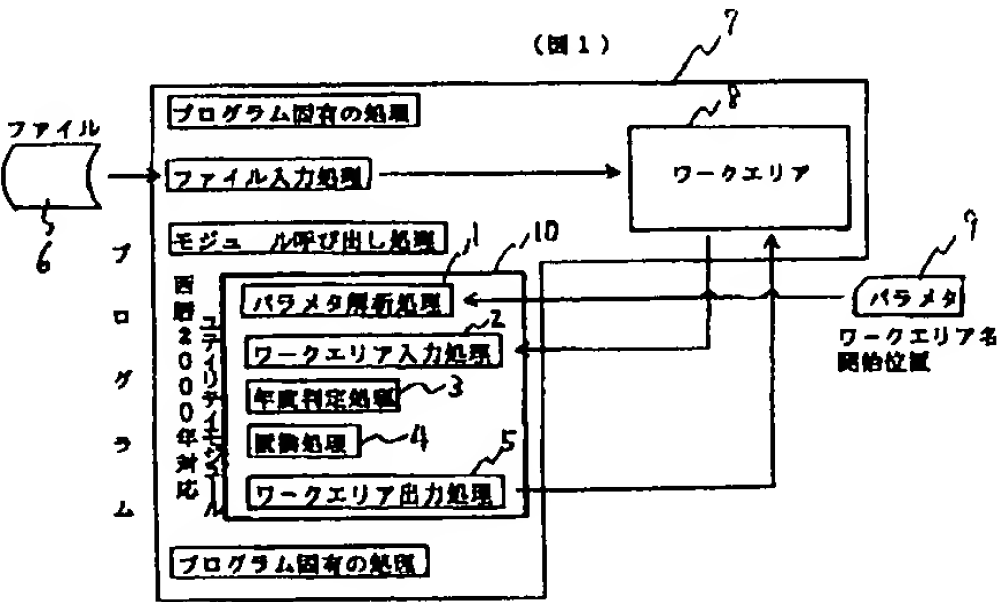 (図1)
7
プログラム固有の処理
8
ファイル
ファイル入力処理
ワークエリア
5
6
モジュール呼び出し処理
1
10
9
プログラム
西暦2000年対応
ユティリティモジュール
パラメタ解析処理
パラメタ
ワークエリア名
開始位置
2
ワークエリア入力処理
年度判定処理
3
置換処理
4
5
ワークエリア出力処理
プログラム固有の処理